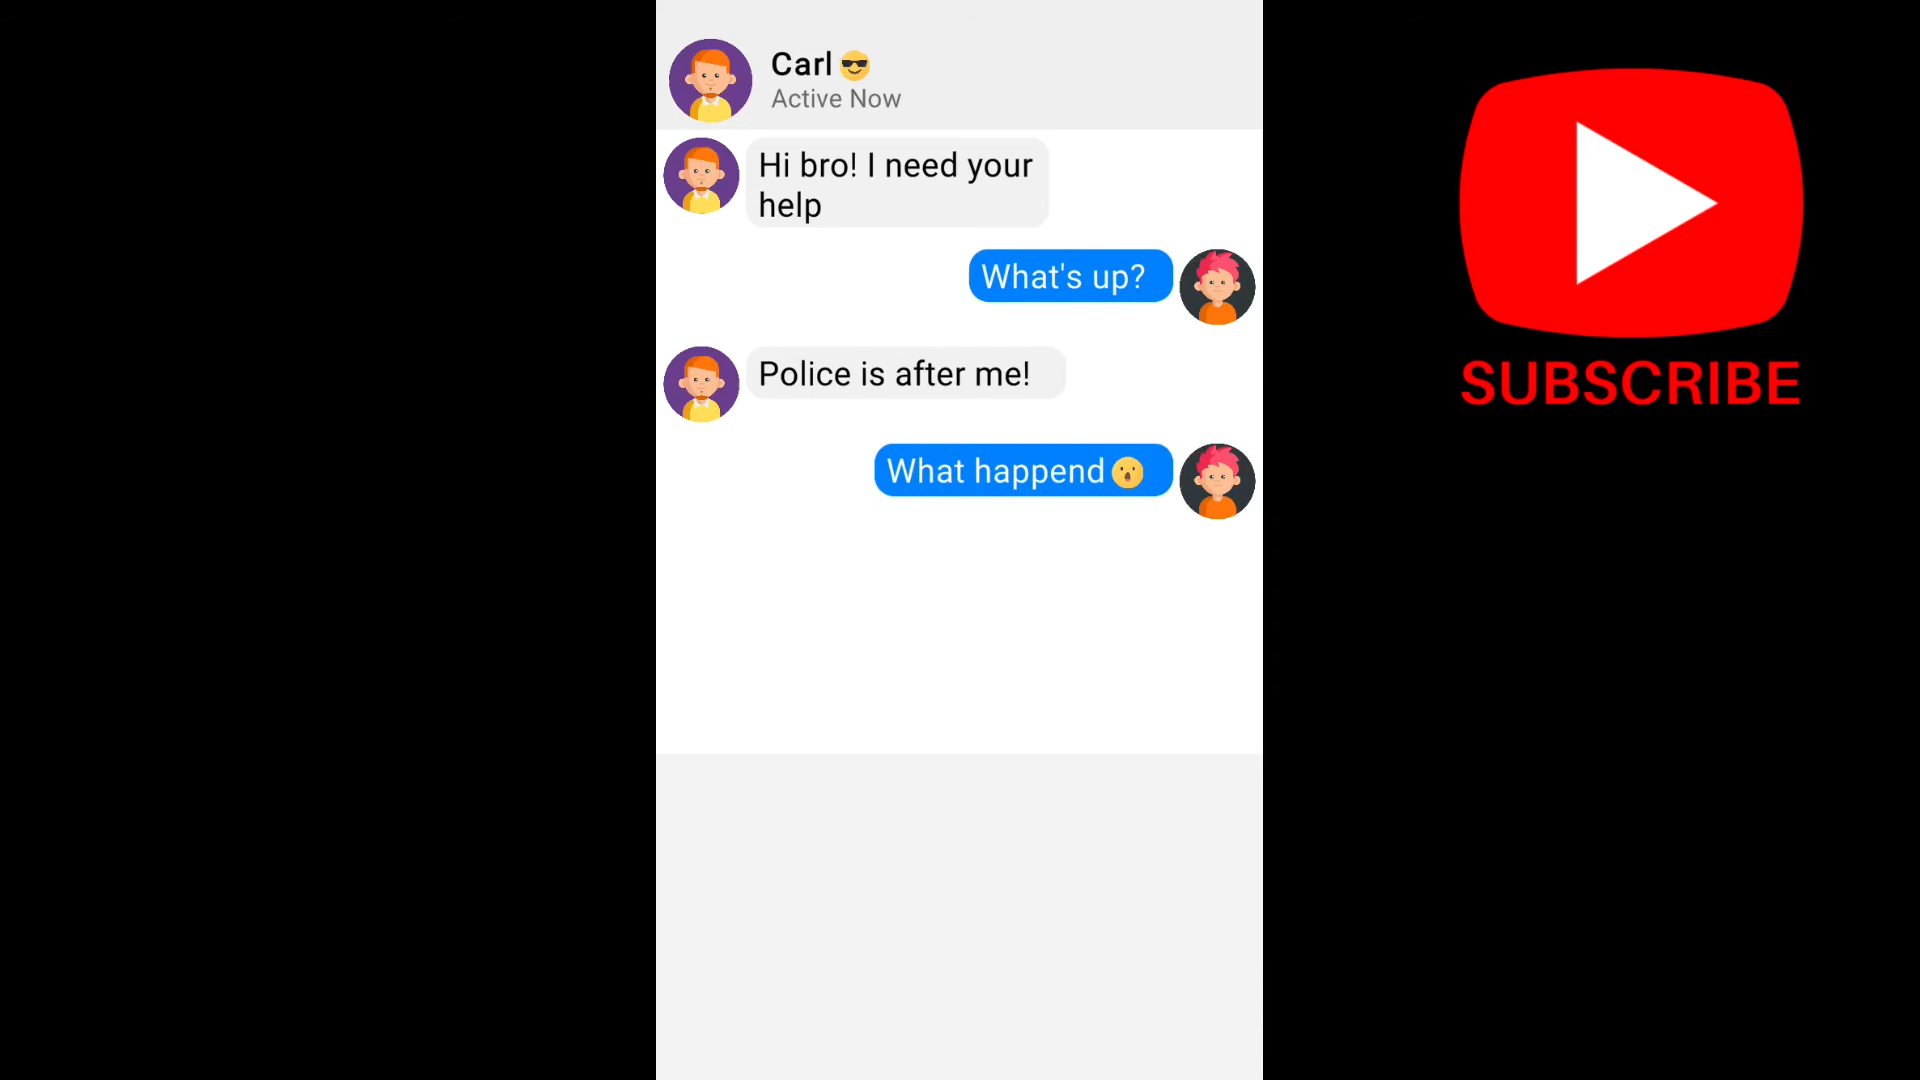 Carl 😎
Active Now
Hi bro! I need your
help
What's up?
Police is after me!
What happend 😮
SUBSCRIBE